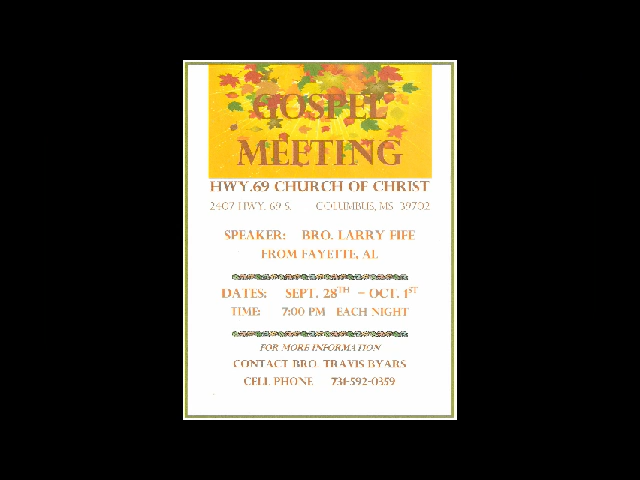 GOSPEL
MEETING
HWY.69 CHURCH OF CHRIST
2407 HWY. 69 S. COLUMBUS, MS 39702
SPEAKER: BRO. LARRY FIFE
FROM FAYETTE, AL
DATES: SEPT. 28TH – OCT. 1ST
TIME: 7:00 PM EACH NIGHT
FOR MORE INFORMATION
CONTACT BRO. TRAVIS BYARS
CELL PHONE 731-592-0359